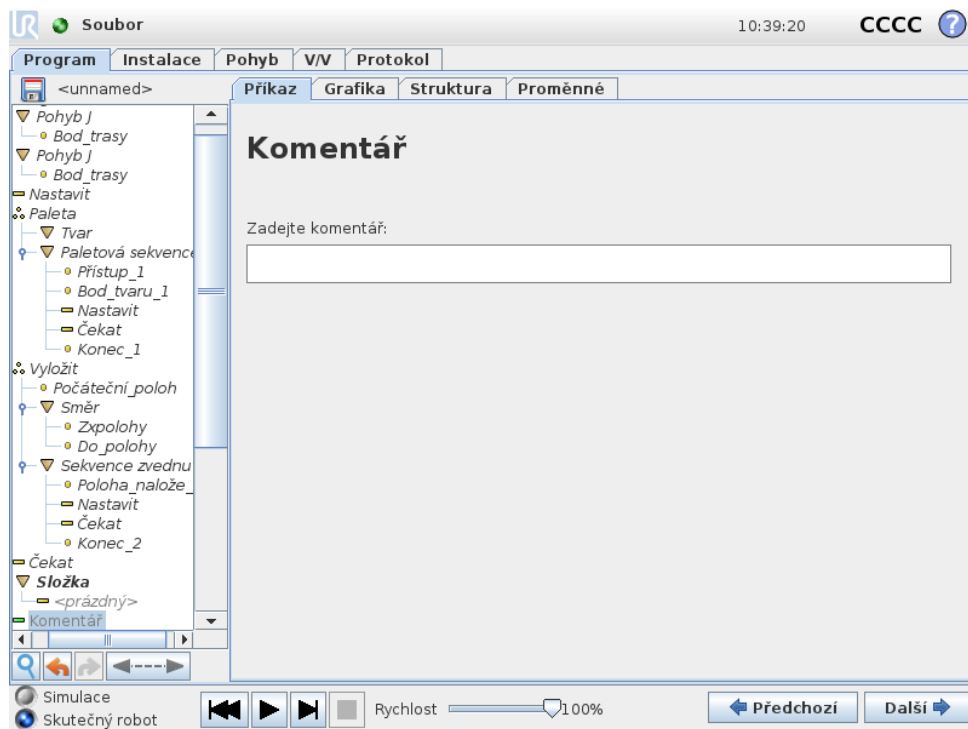 Soubor
10:39:20
CCCC
?
Program Instalace Pohyb V/V Protokol
<unnamed>
Příkaz Grafika Struktura Proměnné
Pohyb J
Bod_trasy
Pohyb J
Bod_trasy
Nastavit
Paleta
Tvar
Paletová sekvence
Přístup_1
Bod_tvaru_1
Nastavit
Čekat
Konec_1
Vyložit
Počáteční_poloh
Směr
Zxpolohy
Do_polohy
Sekvence zvednu
Poloha_nalože_
Nastavit
Čekat
Konec_2
Čekat
Složka
<prázdný>
Komentář
Komentář
Zadejte komentář:
Simulace
Skutečný robot
Rychlost 100%
Předchozí
Další